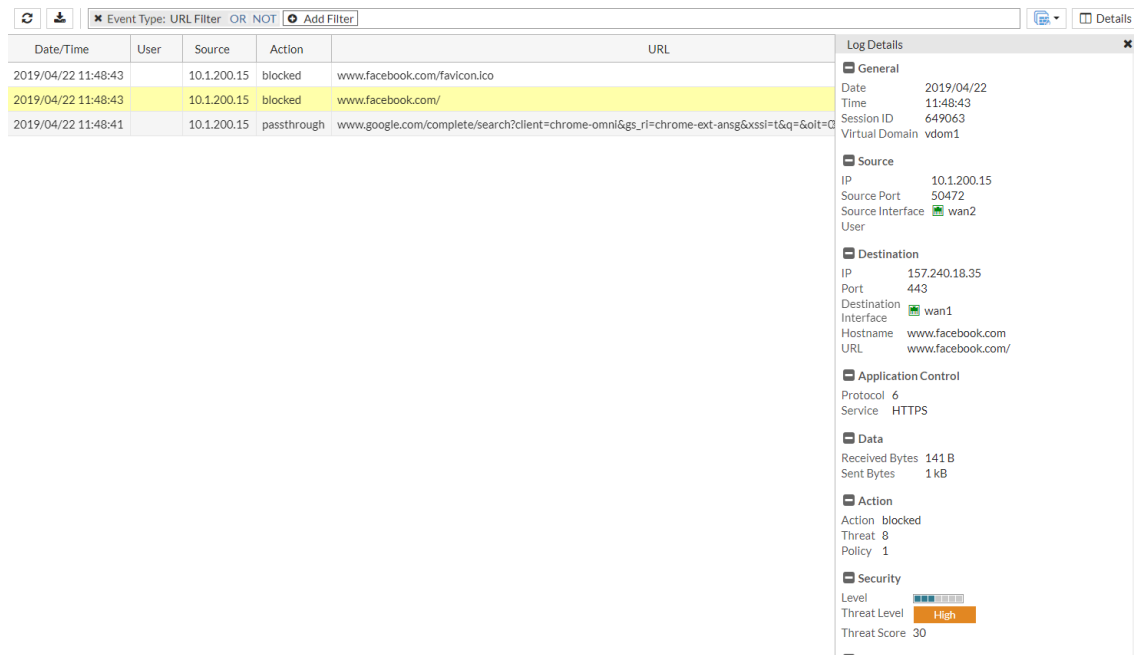 ✖ Event Type: URL Filter OR NOT Add Filter Details
Date/Time User Source Action URL
2019/04/22 11:48:43 10.1.200.15 blocked www.facebook.com/favicon.ico
2019/04/22 11:48:43 10.1.200.15 blocked www.facebook.com/
2019/04/22 11:48:41 10.1.200.15 passthrough www.google.com/complete/search?client=chrome-omni&gs_ri=chrome-ext-ansg&xssi=t&q=&oit=0
Log Details
General
Date 2019/04/22
Time 11:48:43
Session ID 649063
Virtual Domain vdom1
Source
IP 10.1.200.15
Source Port 50472
Source Interface wan2
User
Destination
IP 157.240.18.35
Port 443
Destination
Interface wan1
Hostname www.facebook.com
URL www.facebook.com/
Application Control
Protocol 6
Service HTTPS
Data
Received Bytes 141 B
Sent Bytes 1 kB
Action
Action blocked
Threat 8
Policy 1
Security
Level
Threat Level High
Threat Score 30